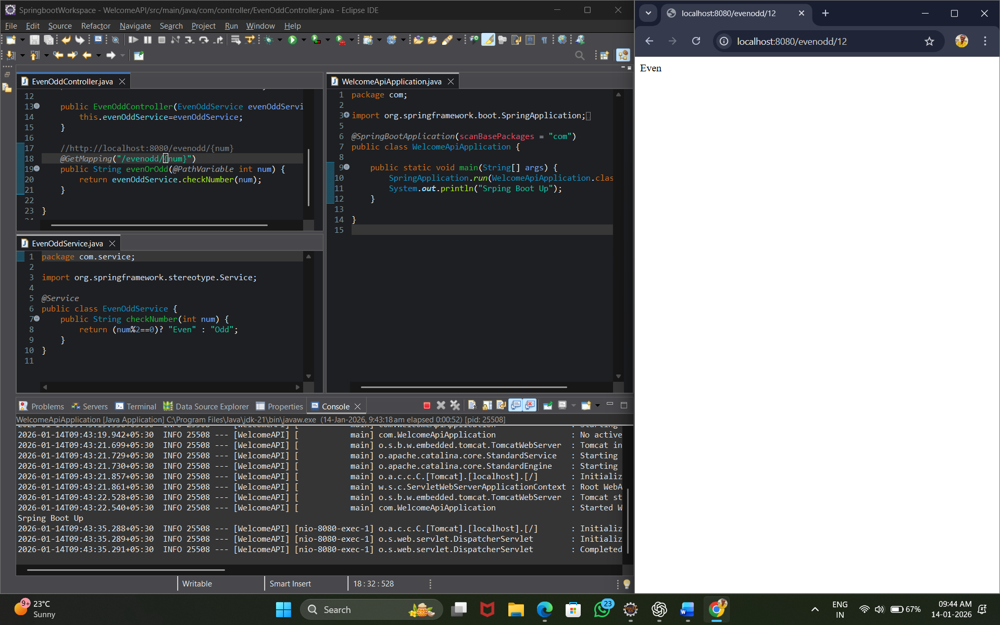 SpringbootWorkspace - WelcomeAPI/src/main/java/com/controller/EvenOddController.java - Eclipse IDE
File Edit Source Refactor Navigate Search Project Run Window Help
EvenOddController.java
12
13 public EvenOddController(EvenOddService evenOddServi
14 this.evenOddService=evenOddService;
15 }
16
17 //http://localhost:8080/evenodd/{num}
18 @GetMapping("/evenodd/{num}")
19 public String evenOrOdd(@PathVariable int num) {
20 return evenOddService.checkNumber(num);
21 }
22
23 }
EvenOddService.java
1 package com.service;
2
3 import org.springframework.stereotype.Service;
4
5 @Service
6 public class EvenOddService {
7 public String checkNumber(int num) {
8 return (num%2==0)? "Even" : "Odd";
9 }
10 }
11
WelcomeApiApplication.java
1 package com;
2
3 import org.springframework.boot.SpringApplication;
5
6 @SpringBootApplication(scanBasePackages = "com")
7 public class WelcomeApiApplication {
8
9 public static void main(String[] args) {
10 SpringApplication.run(WelcomeApiApplication.clas
11 System.out.println("Srping Boot Up");
12 }
13
14 }
15
Problems Servers Terminal Data Source Explorer Properties Console
WelcomeApiApplication [Java Application] C:\Program Files\Java\jdk-21\bin\javaw.exe (14-Jan-2026, 9:43:18 am elapsed 0:00:52) [pid: 25508]
2026-01-14T09:43:19.942+05:30 INFO 25508 --- [WelcomeAPI] [ main] com.WelcomeApiApplication : No active
2026-01-14T09:43:21.699+05:30 INFO 25508 --- [WelcomeAPI] [ main] o.s.b.w.embedded.tomcat.TomcatWebServer : Tomcat in
2026-01-14T09:43:21.729+05:30 INFO 25508 --- [WelcomeAPI] [ main] o.apache.catalina.core.StandardService : Starting
2026-01-14T09:43:21.730+05:30 INFO 25508 --- [WelcomeAPI] [ main] o.apache.catalina.core.StandardEngine : Starting
2026-01-14T09:43:21.857+05:30 INFO 25508 --- [WelcomeAPI] [ main] o.a.c.c.C.[Tomcat].[localhost].[/] : Initializ
2026-01-14T09:43:21.861+05:30 INFO 25508 --- [WelcomeAPI] [ main] w.s.c.ServletWebServerApplicationContext : Root WebA
2026-01-14T09:43:22.528+05:30 INFO 25508 --- [WelcomeAPI] [ main] o.s.b.w.embedded.tomcat.TomcatWebServer : Tomcat st
2026-01-14T09:43:22.540+05:30 INFO 25508 --- [WelcomeAPI] [ main] com.WelcomeApiApplication : Started W
Srping Boot Up
2026-01-14T09:43:35.288+05:30 INFO 25508 --- [WelcomeAPI] [nio-8080-exec-1] o.a.c.c.C.[Tomcat].[localhost].[/] : Initializ
2026-01-14T09:43:35.289+05:30 INFO 25508 --- [WelcomeAPI] [nio-8080-exec-1] o.s.web.servlet.DispatcherServlet : Initializ
2026-01-14T09:43:35.291+05:30 INFO 25508 --- [WelcomeAPI] [nio-8080-exec-1] o.s.web.servlet.DispatcherServlet : Completed
Writable Smart Insert 18 : 32 : 528
localhost:8080/evenodd/12
localhost:8080/evenodd/12
Even
9+ 23°C
Sunny
Search
23
ENG
IN
67%
09:44 AM
14-01-2026